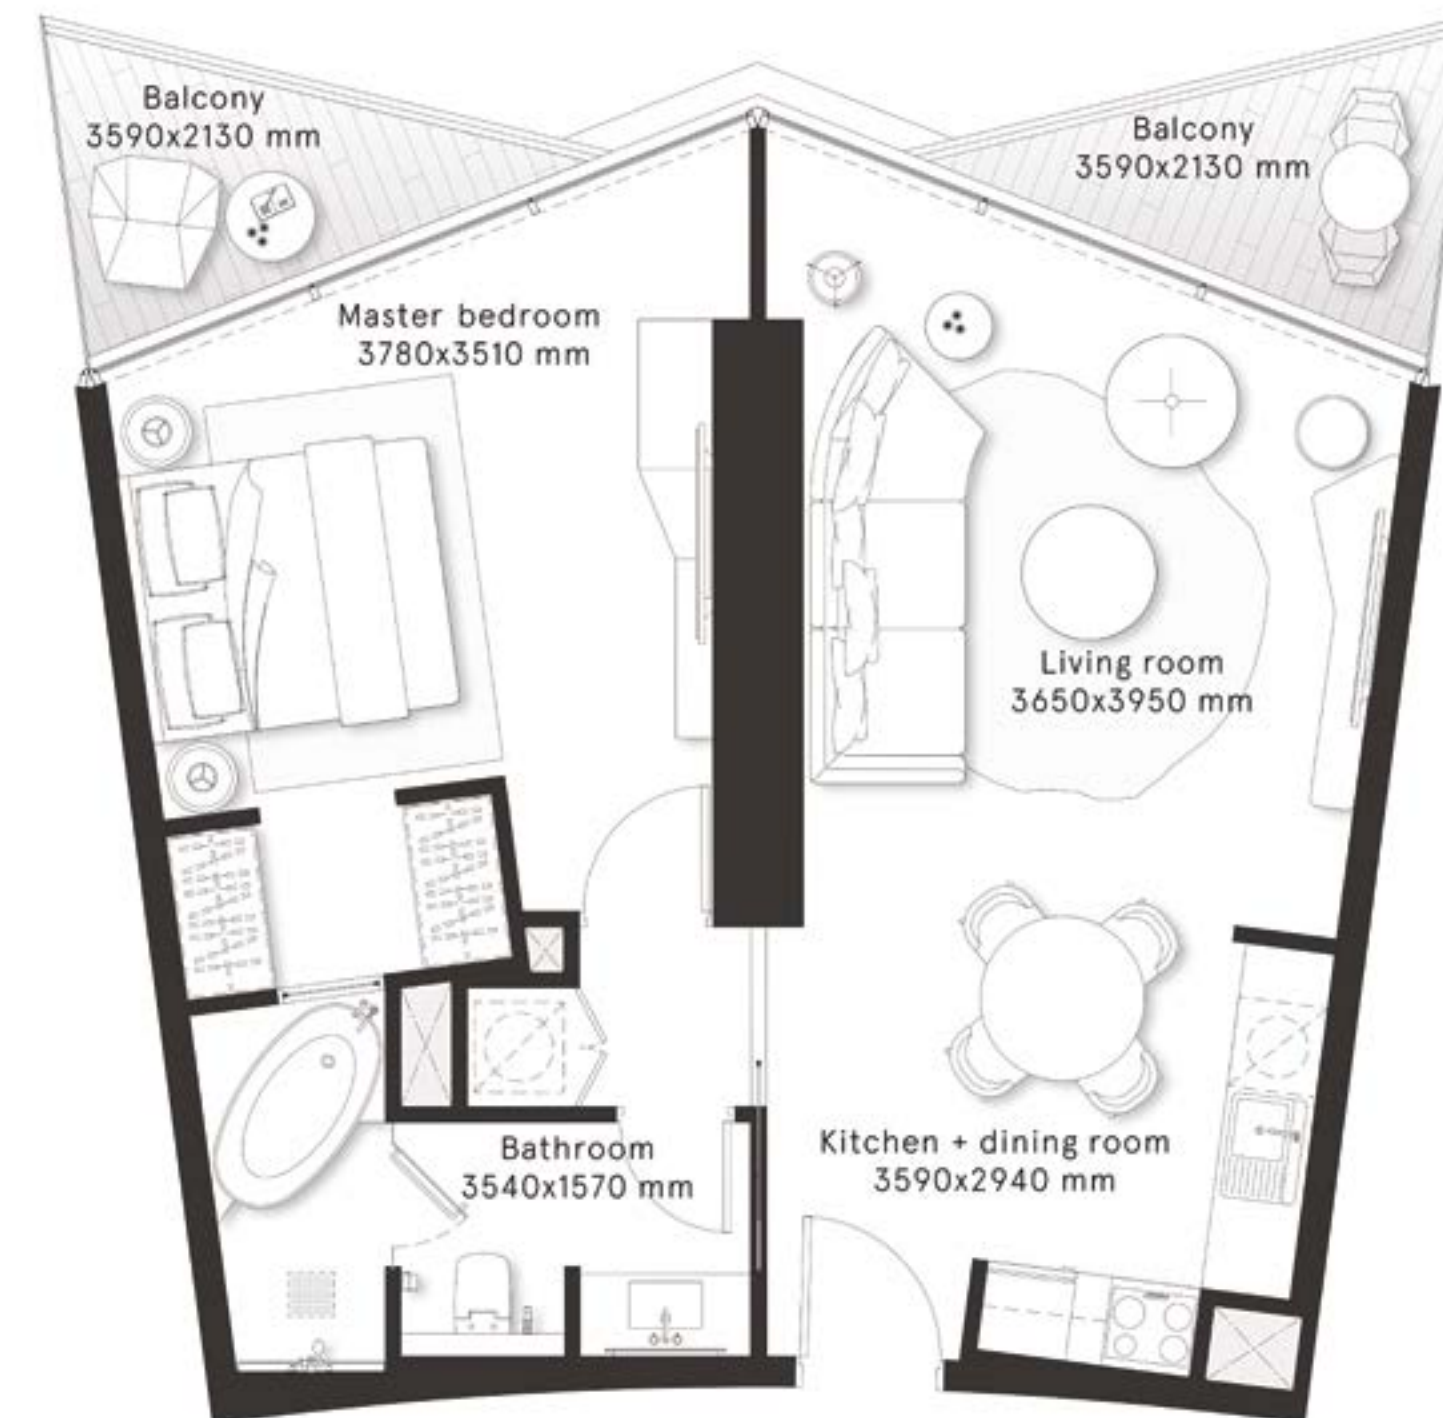 Balcony
3590x2130 mm
Balcony
3590x2130 mm
Master bedroom
3780x3510 mm
Living room
3650x3950 mm
Bathroom
3540x1570 mm
Kitchen + dining room
3590x2940 mm